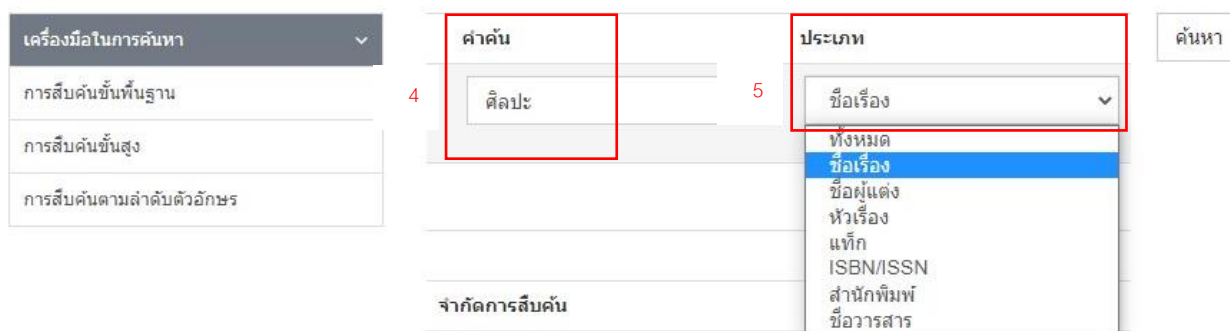 เครื่องมือในการค้นหา
การสืบค้นขั้นพื้นฐาน
การสืบค้นขั้นสูง
การสืบค้นตามลำดับตัวอักษร
คำค้น
4
ศิลปะ
จำกัดการสืบค้น
ประเภท
5
ชื่อเรื่อง
ทั้งหมด
ชื่อเรื่อง
ชื่อผู้แต่ง
หัวเรื่อง
แท็ก
ISBN/ISSN
สำนักพิมพ์
ชื่อวารสาร
ค้นหา